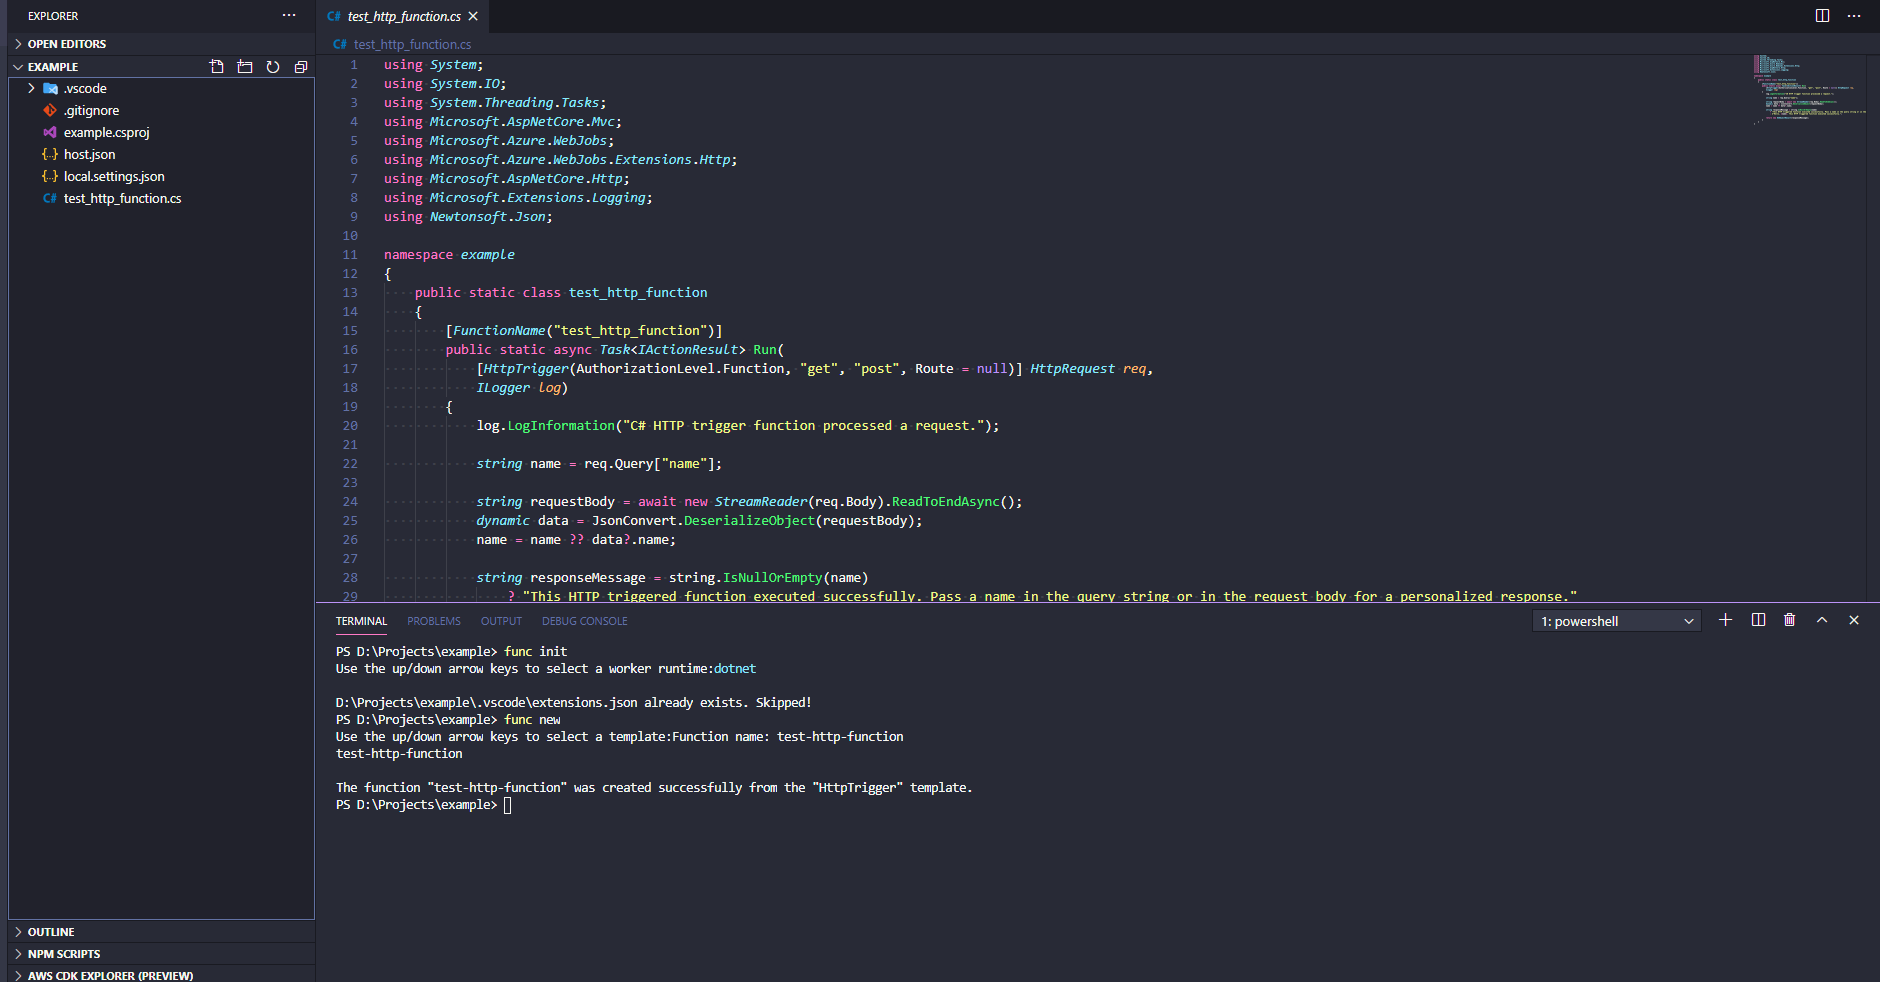 EXPLORER
OPEN EDITORS
EXAMPLE
.vscode
.gitignore
example.csproj
{..} host.json
{..} local.settings.json
C# test_http_function.cs
OUTLINE
NPM SCRIPTS
AWS CDK EXPLORER (PREVIEW)
C# test_http_function.cs
C# test_http_function.cs
1 using System;
2 using System.IO;
3 using System.Threading.Tasks;
4 using Microsoft.AspNetCore.Mvc;
5 using Microsoft.Azure.WebJobs;
6 using Microsoft.Azure.WebJobs.Extensions.Http;
7 using Microsoft.AspNetCore.Http;
8 using Microsoft.Extensions.Logging;
9 using Newtonsoft.Json;
10
11 namespace example
12 {
13 public static class test_http_function
14 {
15 [FunctionName("test_http_function")]
16 public static async Task<IActionResult> Run(
17 [HttpTrigger(AuthorizationLevel.Function, "get", "post", Route = null)] HttpRequest req,
18 ILogger log)
19 {
20 log.LogInformation("C# HTTP trigger function processed a request.");
21
22 string name = req.Query["name"];
23
24 string requestBody = await new StreamReader(req.Body).ReadToEndAsync();
25 dynamic data = JsonConvert.DeserializeObject(requestBody);
26 name = name ?? data?.name;
27
28 string responseMessage = string.IsNullOrEmpty(name)
29 ? "This HTTP triggered function executed successfully. Pass a name in the query string or in the request body for a personalized response."
TERMINAL PROBLEMS OUTPUT DEBUG CONSOLE 1: powershell
PS D:\Projects\example> func init
Use the up/down arrow keys to select a worker runtime:dotnet
D:\Projects\example\.vscode\extensions.json already exists. Skipped!
PS D:\Projects\example> func new
Use the up/down arrow keys to select a template:Function name: test-http-function
test-http-function
The function "test-http-function" was created successfully from the "HttpTrigger" template.
PS D:\Projects\example>